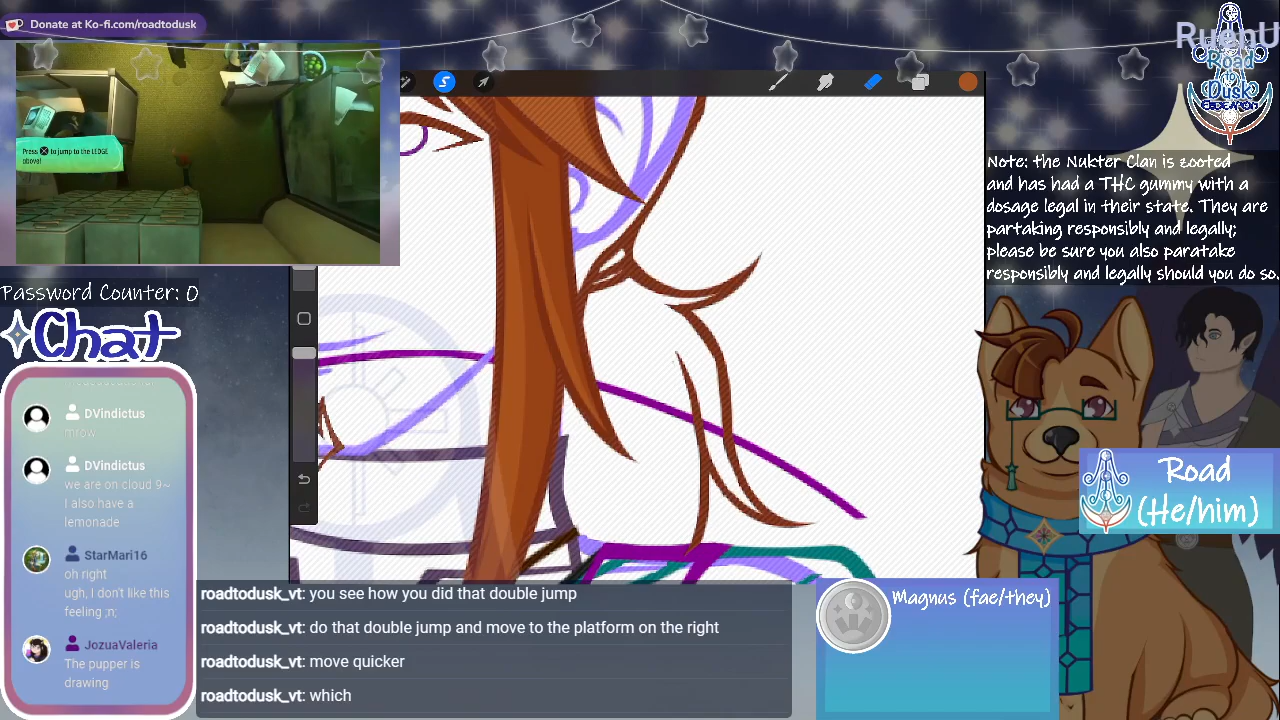 Donate at Ko-fi.com/roadtodusk
Press X to jump to the LEDGE
above!
S
Road
to
Dusk
Note: the Nukter Clan is zooted
and has had a THC gummy with a
dosage legal in their state. They are
partaking responsibly and legally;
please be sure you also paratake
responsibly and legally should you do so.
Password Counter: 0
Chat
DVindictus
mrow
DVindictus
we are on cloud 9~
I also have a
lemonade
StarMari16
oh right
ugh, I don't like this
feeling ;n;
JozuaValeria
The pupper is
drawing
roadtodusk_vt: you see how you did that double jump
roadtodusk_vt: do that double jump and move to the platform on the right
roadtodusk_vt: move quicker
roadtodusk_vt: which
Road
(He/him)
Magnus (fae/they)